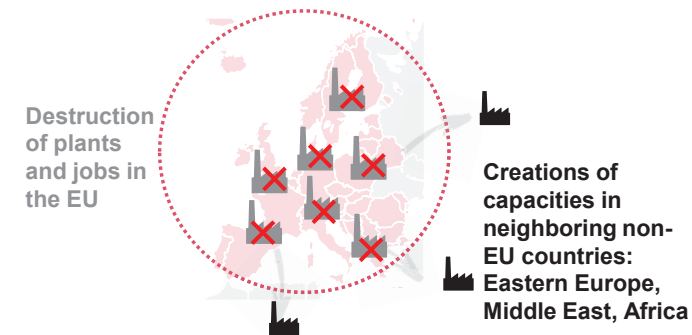 Destruction
of plants
and jobs in
the EU
Creations of
capacities in
neighboring non-
EU countries:
Eastern Europe,
Middle East, Africa